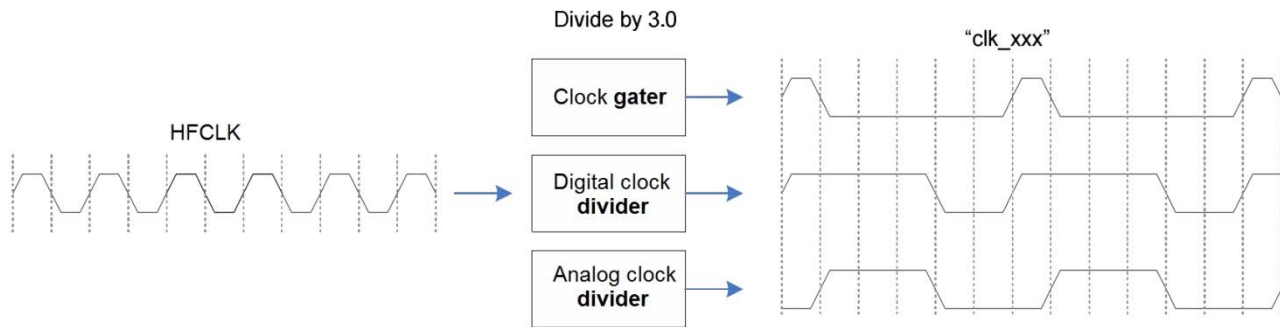 Divide by 3.0
“clk_xxx”
Clock gater
HFCLK
Digital clock
divider
Analog clock
divider